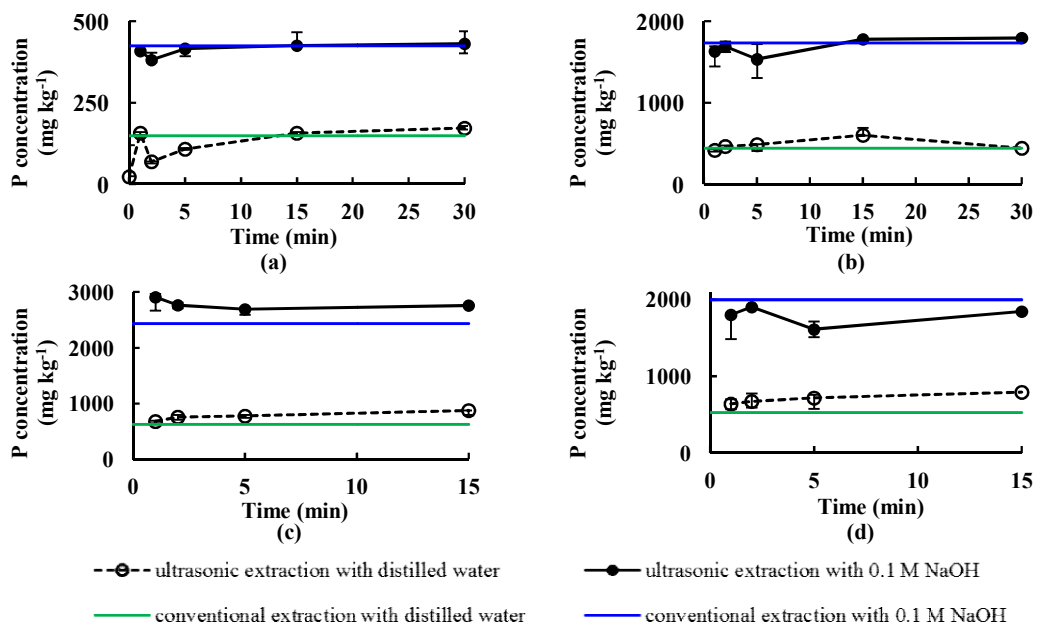 (a)
P concentration
(mg kg-1)
500
250
0
0 5 10 15 20 25 30
Time (min)
(b)
P concentration
(mg kg-1)
2000
1000
0
0 5 10 15 20 25 30
Time (min)
(c)
P concentration
(mg kg-1)
3000
2000
1000
0
0 5 10 15
Time (min)
(d)
P concentration
(mg kg-1)
2000
1000
0
0 5 10 15
Time (min)
ultrasonic extraction with distilled water
ultrasonic extraction with 0.1 M NaOH
conventional extraction with distilled water
conventional extraction with 0.1 M NaOH